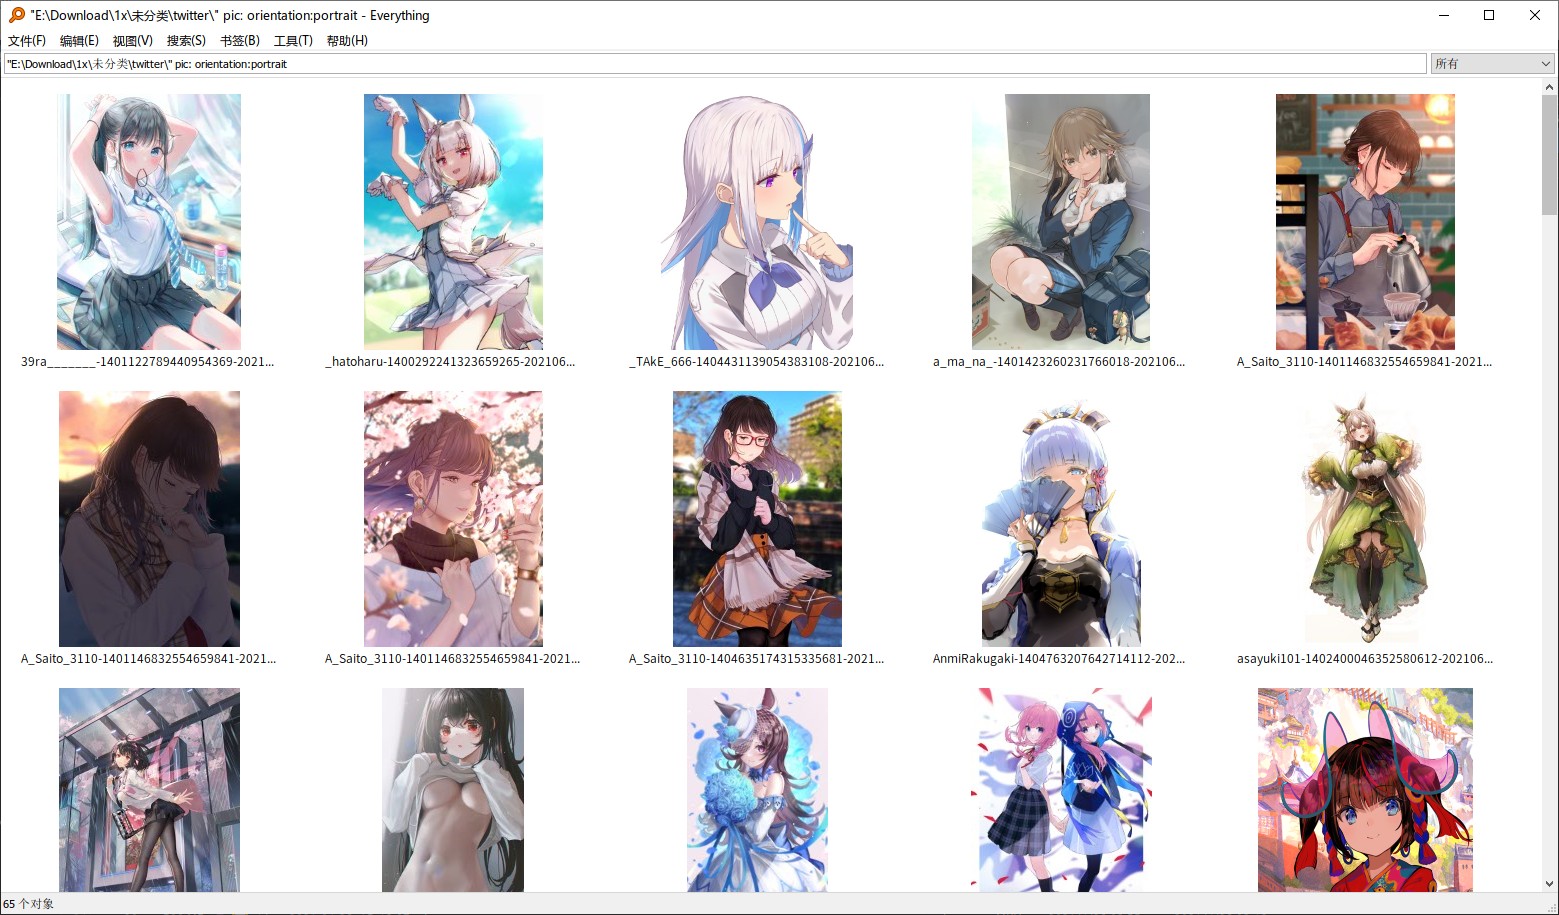 "E:\Download\1x\未分类\twitter\" pic: orientation:portrait - Everything
文件(F) 编辑(E) 视图(V) 搜索(S) 书签(B) 工具(T) 帮助(H)
"E:\Download\1x\未分类\twitter\" pic: orientation:portrait 所有
39ra_______-1401122789440954369-2021... _hatoharu-1400292241323659265-202106... _TAkE_666-1404431139054383108-202106... a_ma_na_-1401423260231766018-202106... A_Saito_3110-1401146832554659841-2021...
A_Saito_3110-1401146832554659841-2021... A_Saito_3110-1401146832554659841-2021... A_Saito_3110-1404635174315335681-2021... AnmiRakugaki-1404763207642714112-202... asayuki101-1402400046352580612-202106...
65 个对象